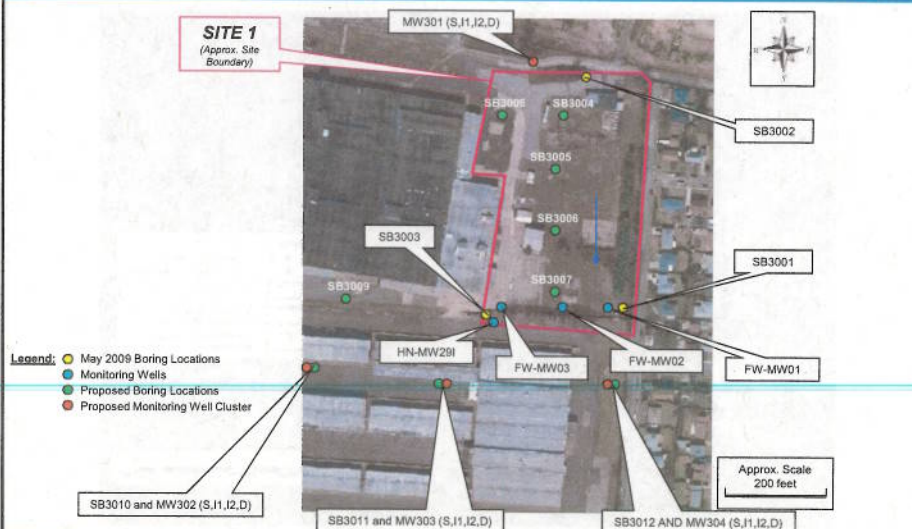 MW301 (S,I1,I2,D)
SITE 1
(Approx. Site
Boundary)
N
S
SB3002
SB3004
SB3005
SB3006
SB3003
SB3001
SB3007
SB3009
HN-MW29I
FW-MW03
FW-MW02
FW-MW01
Legend:
May 2009 Boring Locations
Monitoring Wells
Proposed Boring Locations
Proposed Monitoring Well Cluster
Approx. Scale
200 feet
SB3010 and MW302 (S,I1,I2,D)
SB3011 and MW303 (S,I1,I2,D)
SB3012 AND MW304 (S,I1,I2,D)